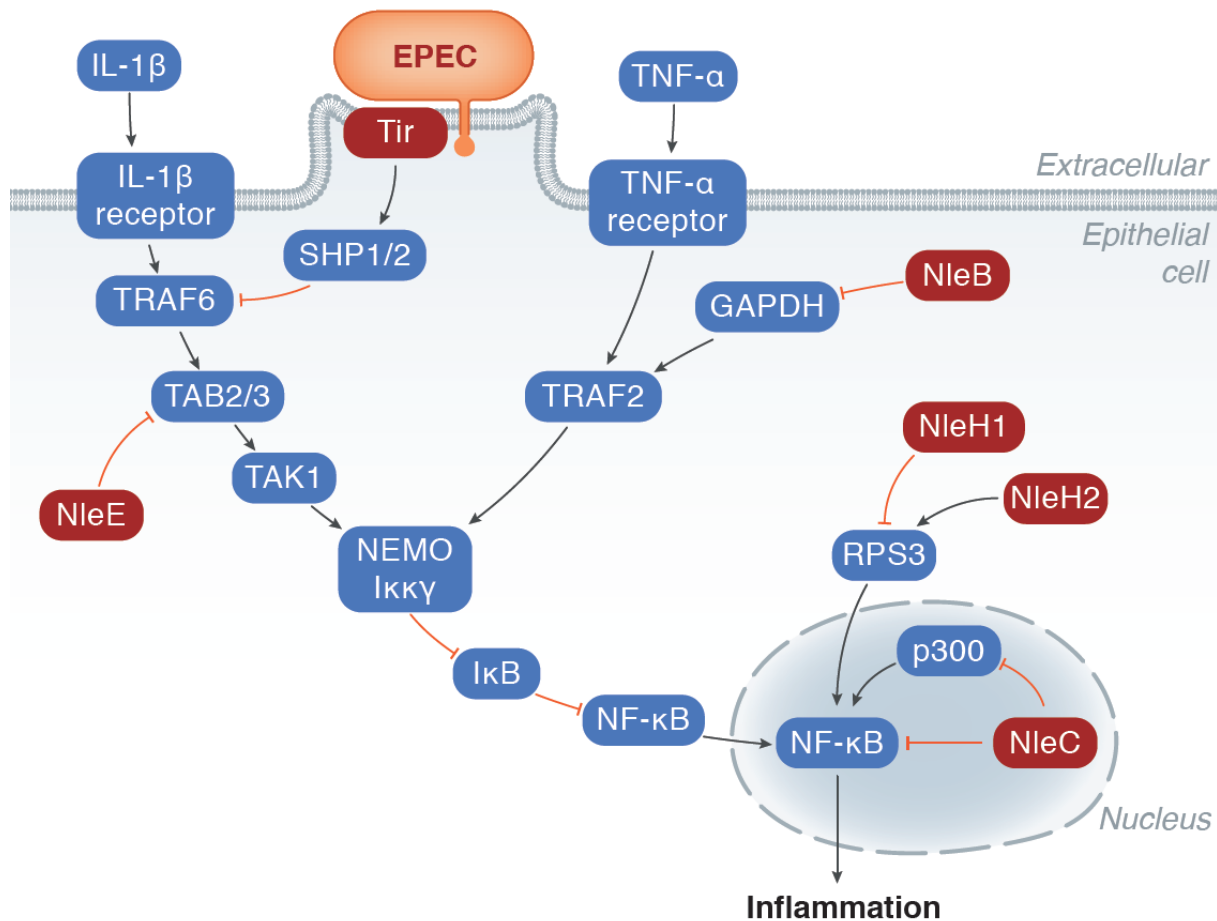 EPEC
IL-1β
TNF-α
Tir
IL-1β
receptor
TNF-α
receptor
Extracellular
Epithelial
cell
SHP1/2
NleB
TRAF6
GAPDH
TAB2/3
TRAF2
NleH1
TAK1
NleH2
NleE
NEMO
Iκκγ
RPS3
p300
IκB
NF-κB
NF-κB
NleC
Nucleus
Inflammation